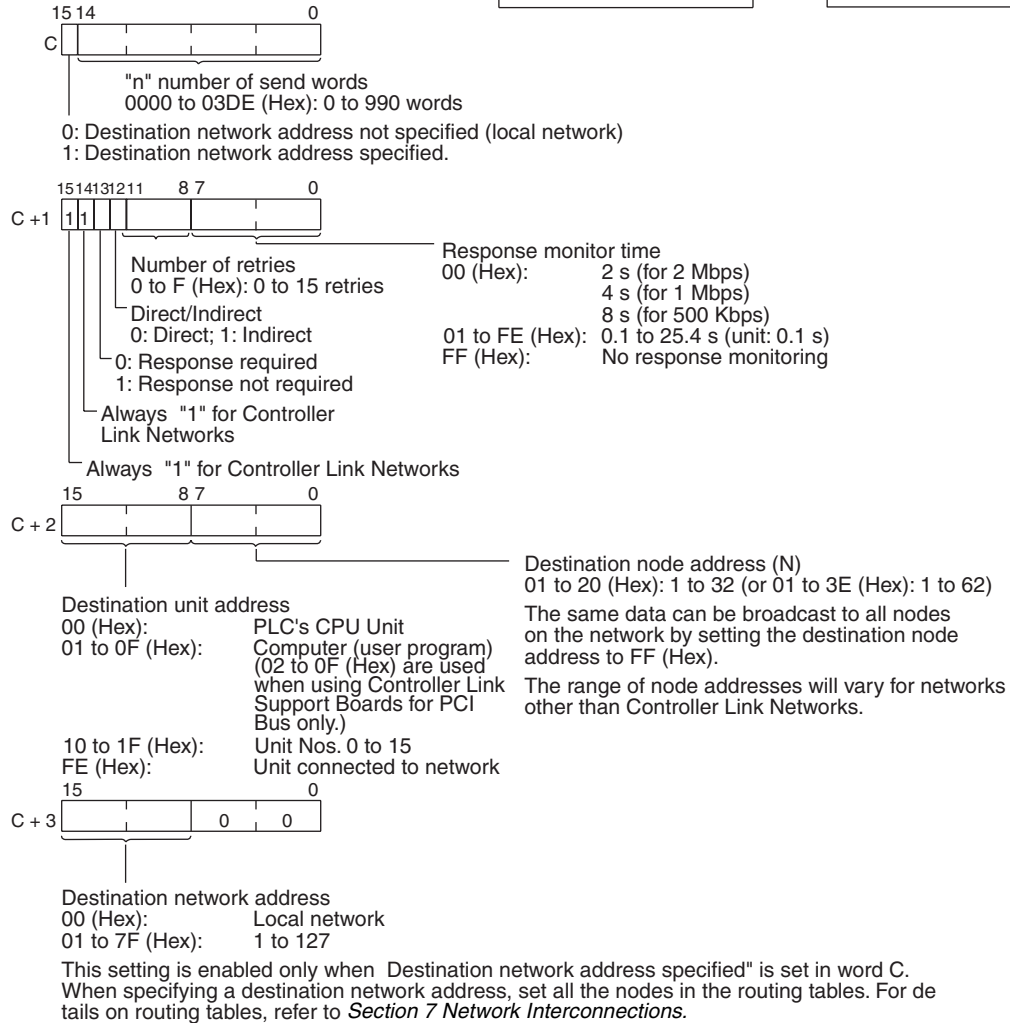 15 14 0
C
"n" number of send words
0000 to 03DE (Hex): 0 to 990 words
0: Destination network address not specified (local network)
1: Destination network address specified.
15 14 13 12 11 8 7 0
C +1 1 1
Response monitor time
00 (Hex): 2 s (for 2 Mbps)
4 s (for 1 Mbps)
8 s (for 500 Kbps)
01 to FE (Hex): 0.1 to 25.4 s (unit: 0.1 s)
FF (Hex): No response monitoring
Number of retries
0 to F (Hex): 0 to 15 retries
Direct/Indirect
0: Direct; 1: Indirect
0: Response required
1: Response not required
Always "1" for Controller
Link Networks
Always "1" for Controller Link Networks
15 8 7 0
C + 2
Destination node address (N)
01 to 20 (Hex): 1 to 32 (or 01 to 3E (Hex): 1 to 62)
The same data can be broadcast to all nodes
on the network by setting the destination node
address to FF (Hex).
The range of node addresses will vary for networks
other than Controller Link Networks.
Destination unit address
00 (Hex): PLC's CPU Unit
01 to 0F (Hex): Computer (user program)
(02 to 0F (Hex) are used
when using Controller Link
Support Boards for PCI
Bus only.)
10 to 1F (Hex): Unit Nos. 0 to 15
FE (Hex): Unit connected to network
15 0
C + 3 0 0
Destination network address
00 (Hex): Local network
01 to 7F (Hex): 1 to 127
This setting is enabled only when Destination network address specified" is set in word C.
When specifying a destination network address, set all the nodes in the routing tables. For de
tails on routing tables, refer to Section 7 Network Interconnections.